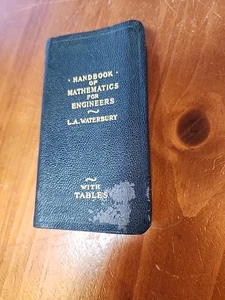 · HANDBOOK ·
OF
MATHEMATICS
FOR
ENGINEERS
~
L.A. WATERBURY
~
WITH
TABLES